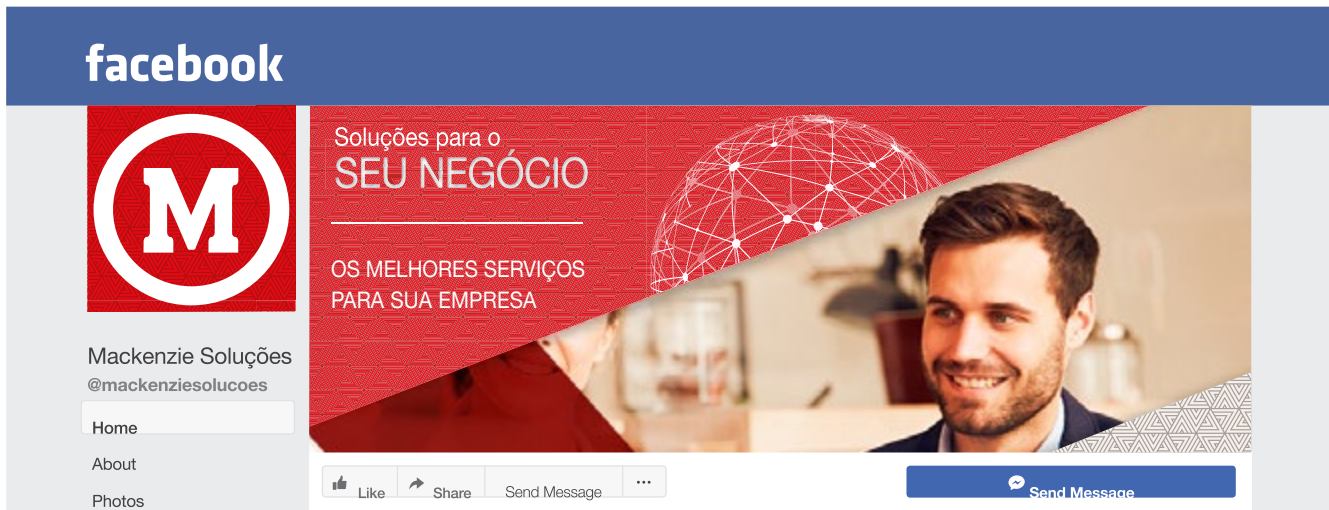 facebook
M
Soluções para o
SEU NEGÓCIO
OS MELHORES SERVIÇOS
PARA SUA EMPRESA
Mackenzie Soluções
@mackenziesolucoes
Home
About
Photos
Like
Share
Send Message
...
Send Message